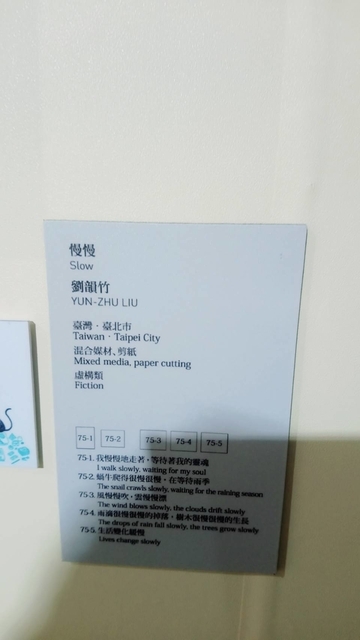 慢慢
Slow
劉韻竹
YUN-ZHU LIU
臺灣・臺北市
Taiwan・Taipei City
混合媒材、剪紙
Mixed media, paper cutting
虛構類
Fiction
75-1 75-2 75-3 75-4 75-5
75-1. 我慢慢地走著，等待著我的靈魂
I walk slowly, waiting for my soul
75-2. 蝸牛爬得很慢很慢，在等待雨季
The snail crawls slowly, waiting for the raining season
75-3. 風慢慢吹，雲慢慢飄
The wind blows slowly, the clouds drift slowly
75-4. 雨滴很慢很慢的掉落，樹木很慢很慢的生長
The drops of rain fall slowly, the trees grow slowly
75-5. 生活變化緩慢
Lives change slowly